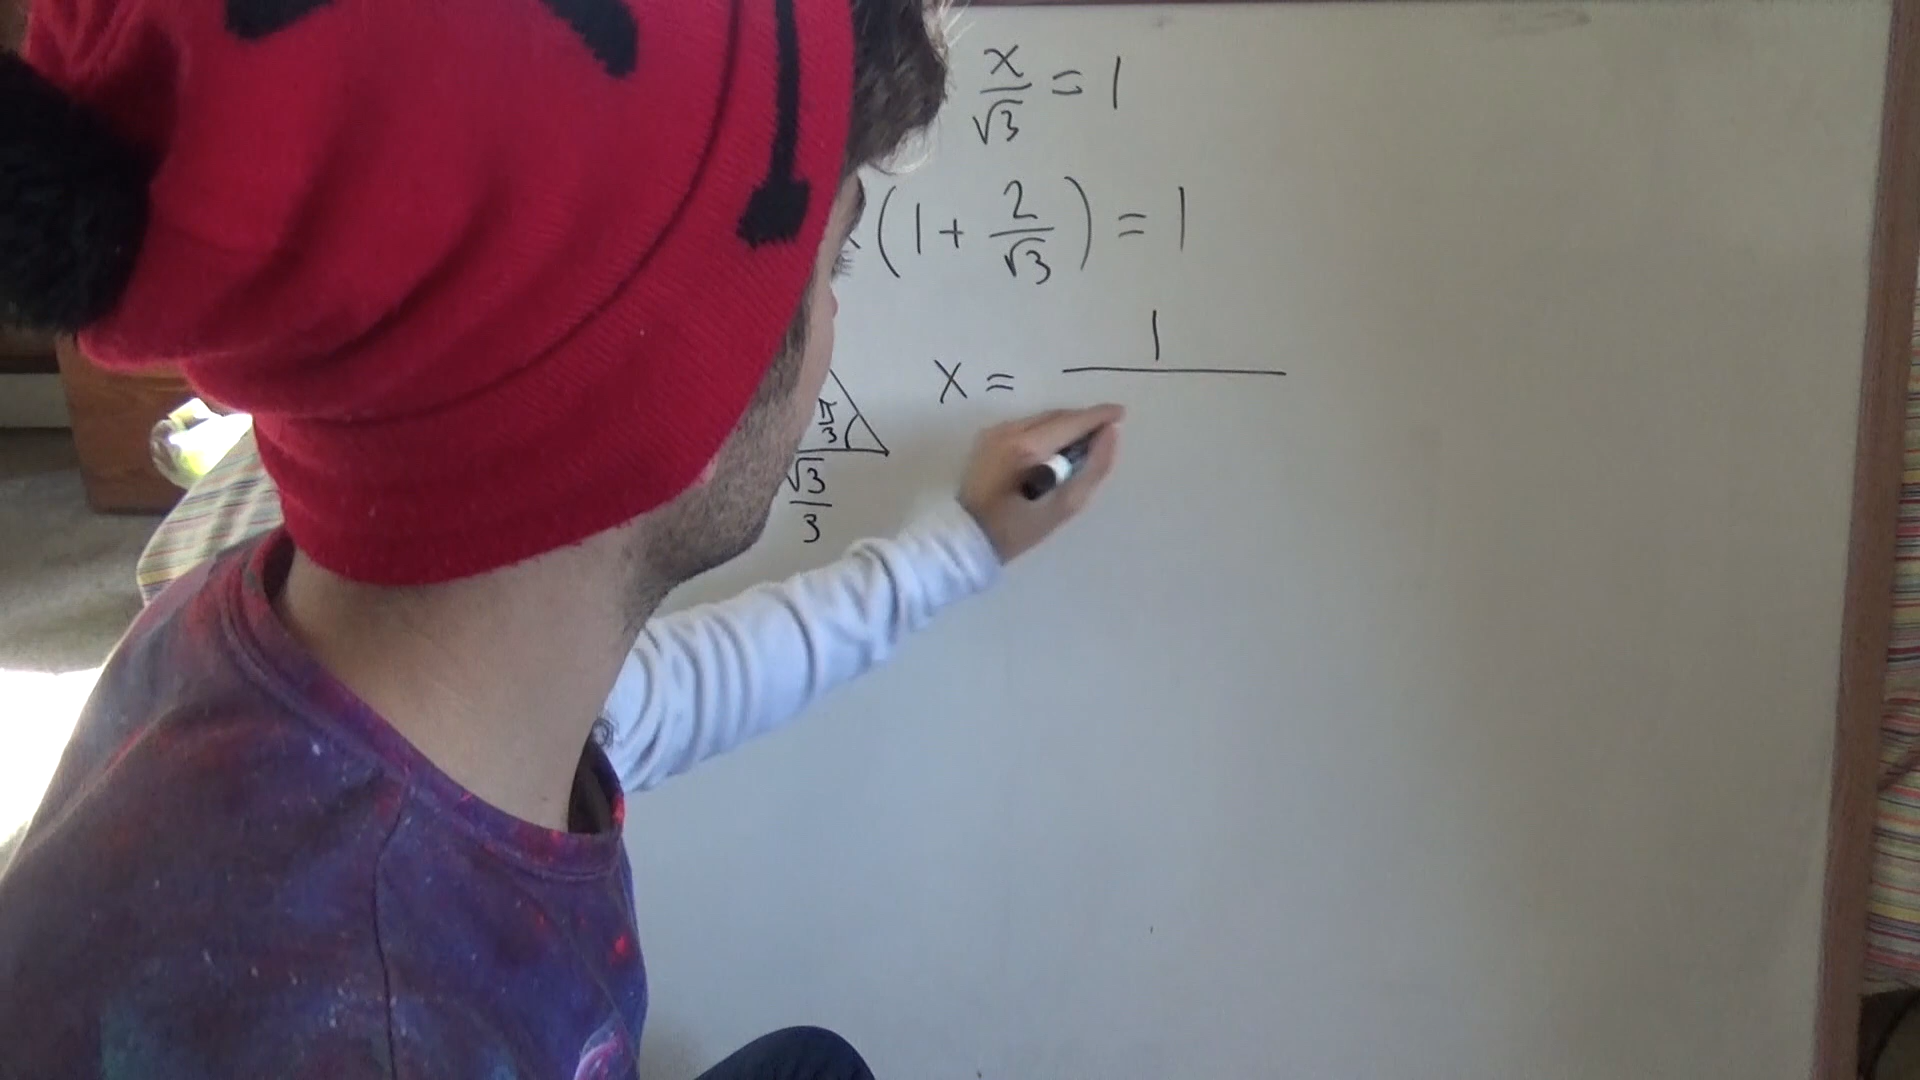 x/√3 = 1
(1 + 2/√3) = 1
x = 1
π/3
√3/3